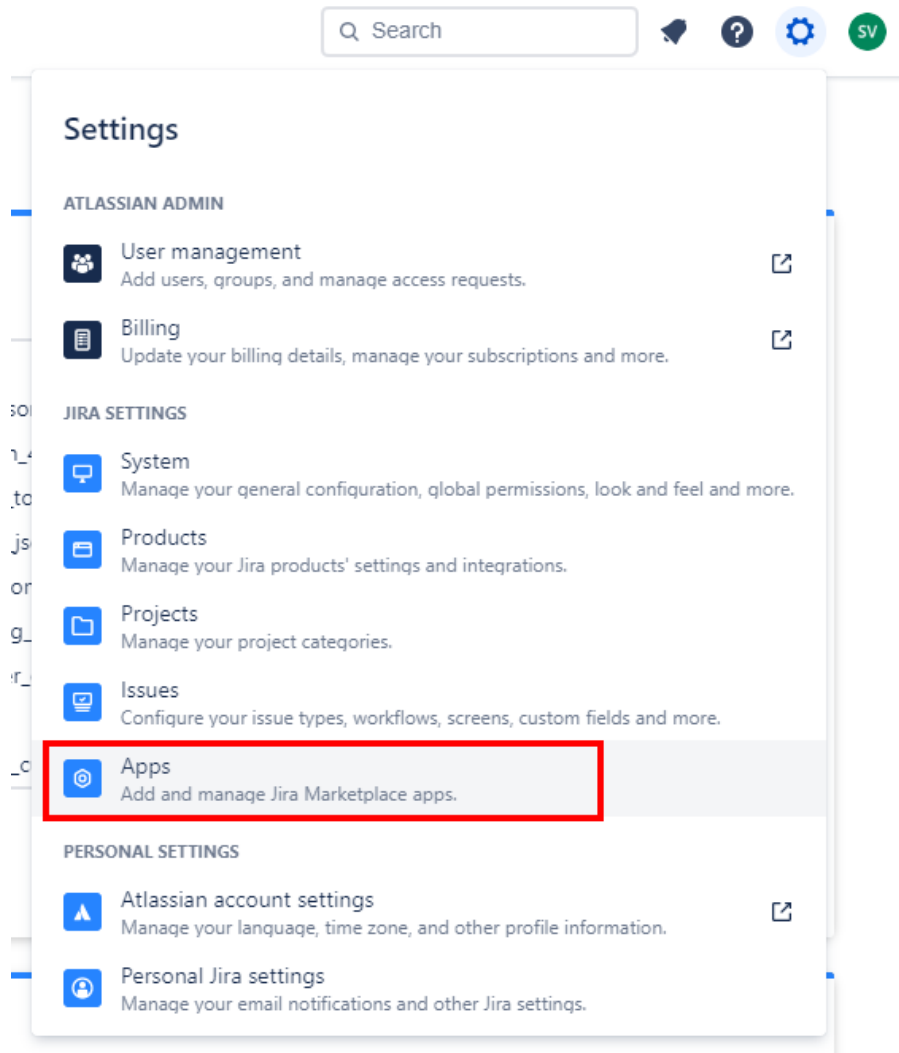 Search
SV
Settings
ATLASSIAN ADMIN
User management
Add users, groups, and manage access requests.
Billing
Update your billing details, manage your subscriptions and more.
JIRA SETTINGS
System
Manage your general configuration, global permissions, look and feel and more.
Products
Manage your Jira products' settings and integrations.
Projects
Manage your project categories.
Issues
Configure your issue types, workflows, screens, custom fields and more.
Apps
Add and manage Jira Marketplace apps.
PERSONAL SETTINGS
Atlassian account settings
Manage your language, time zone, and other profile information.
Personal Jira settings
Manage your email notifications and other Jira settings.